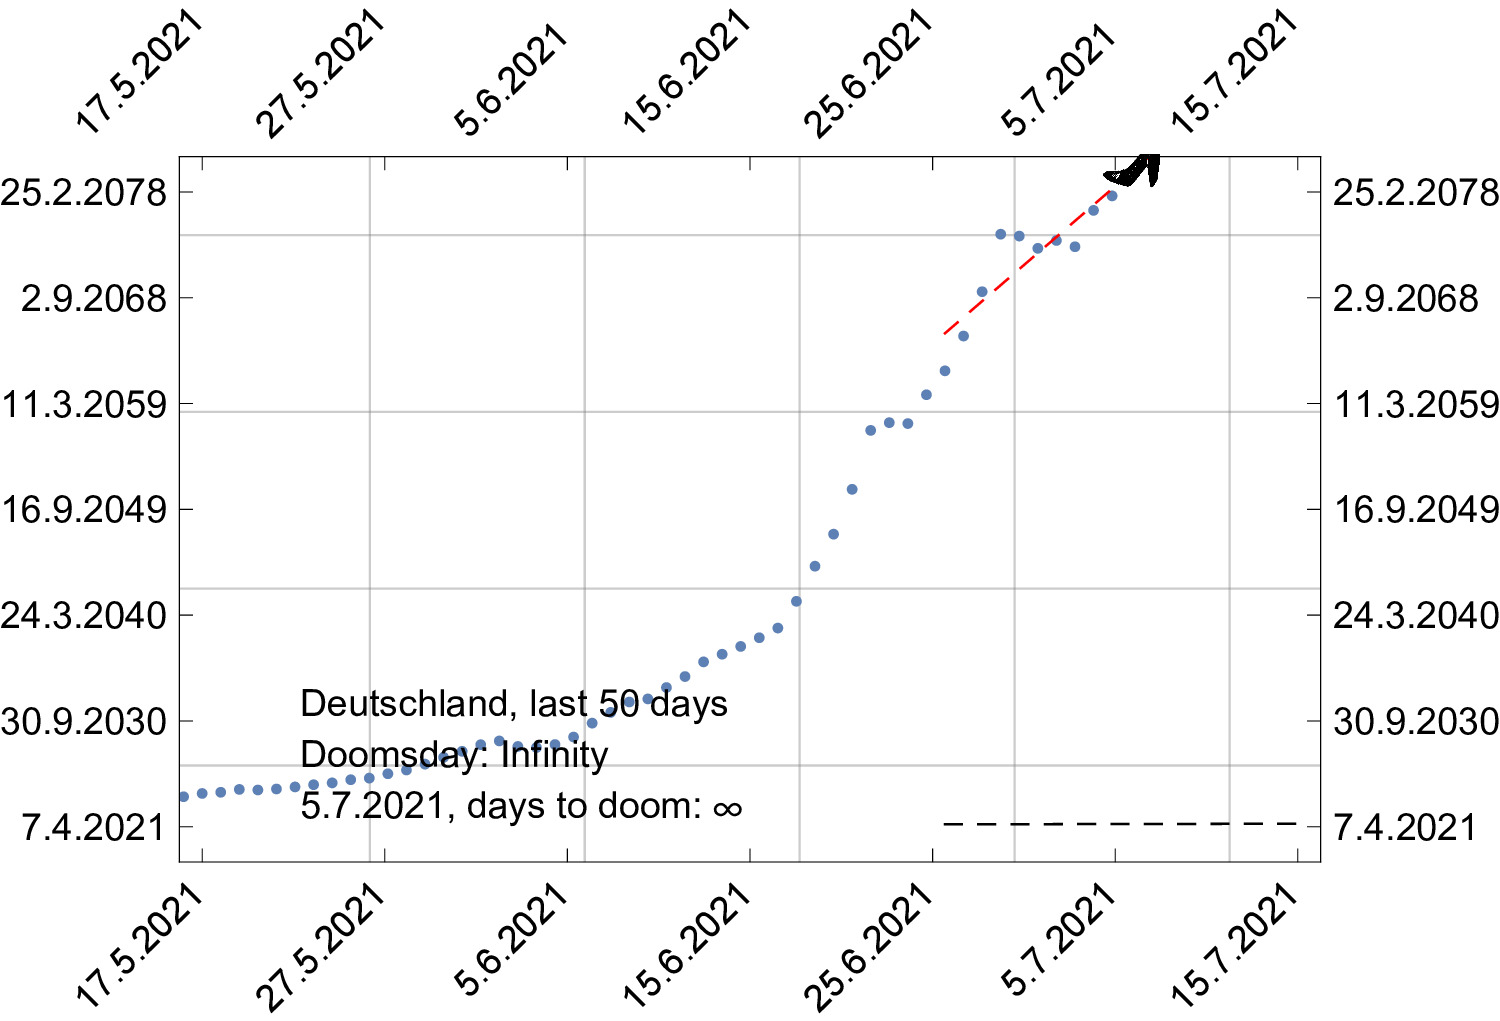 17.5.2021 27.5.2021 5.6.2021 15.6.2021 25.6.2021 5.7.2021 15.7.2021
25.2.2078 25.2.2078
2.9.2068 2.9.2068
11.3.2059 11.3.2059
16.9.2049 16.9.2049
24.3.2040 24.3.2040
Deutschland, last 50 days
30.9.2030 30.9.2030
Doomsday: Infinity
5.7.2021, days to doom: ∞
7.4.2021 7.4.2021
17.5.2021 27.5.2021 5.6.2021 15.6.2021 25.6.2021 5.7.2021 15.7.2021